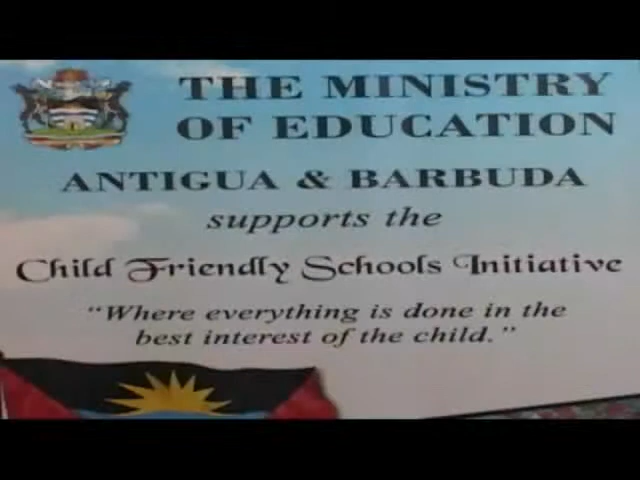 THE MINISTRY
OF EDUCATION
ANTIGUA & BARBUDA
supports the
Child Friendly Schools Initiative
"Where everything is done in the
best interest of the child."